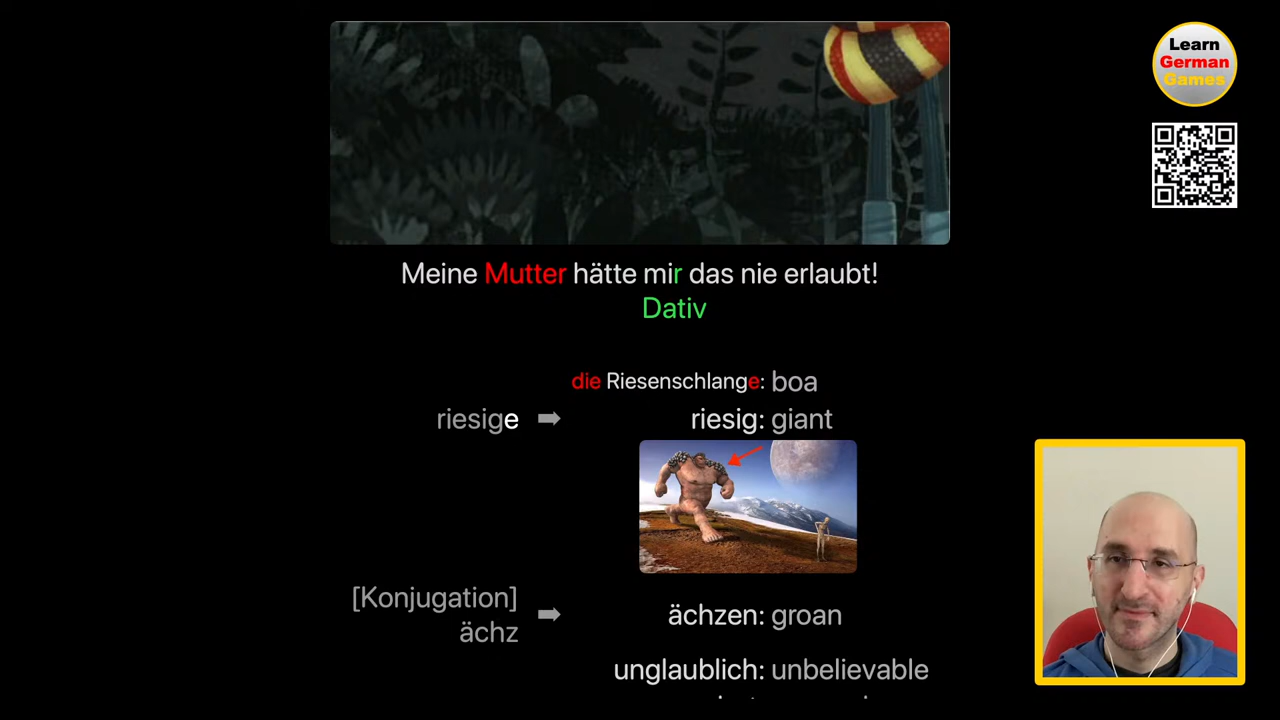 Learn
German
Games
Meine Mutter hätte mir das nie erlaubt!
Dativ
die Riesenschlange: boa
riesige ➡ riesig: giant
[Konjugation]
ächz ➡ ächzen: groan
unglaublich: unbelievable